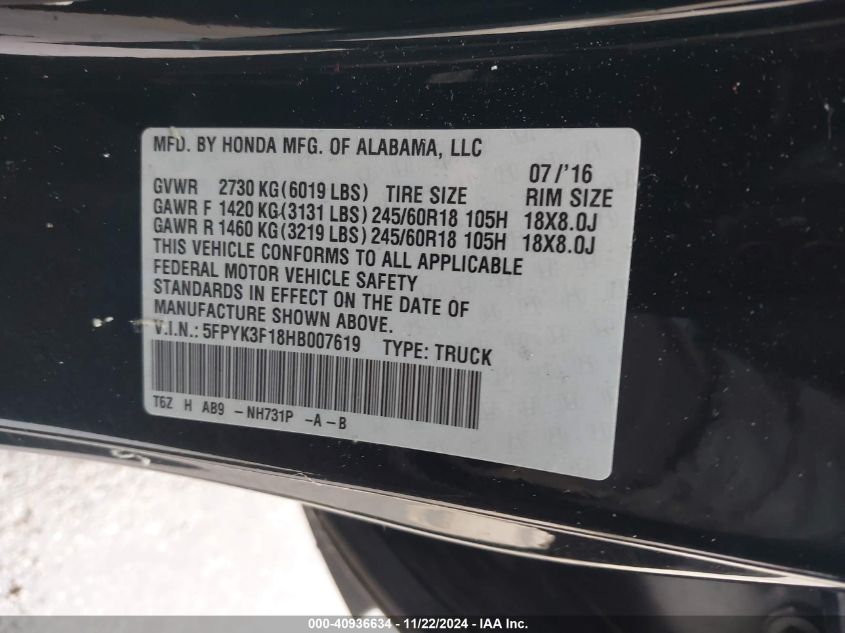 MFD. BY HONDA MFG. OF ALABAMA, LLC
07/'16
GVWR 2730 KG(6019 LBS) TIRE SIZE RIM SIZE
GAWR F 1420 KG(3131 LBS) 245/60R18 105H 18X8.0J
GAWR R 1460 KG(3219 LBS) 245/60R18 105H 18X8.0J
THIS VEHICLE CONFORMS TO ALL APPLICABLE
FEDERAL MOTOR VEHICLE SAFETY
STANDARDS IN EFFECT ON THE DATE OF
MANUFACTURE SHOWN ABOVE.
V.I.N.: 5FPYK3F18HB007619 TYPE: TRUCK
T6Z H AB9 - NH731P -A-B
000-40936634 - 11/22/2024 - IAA Inc.